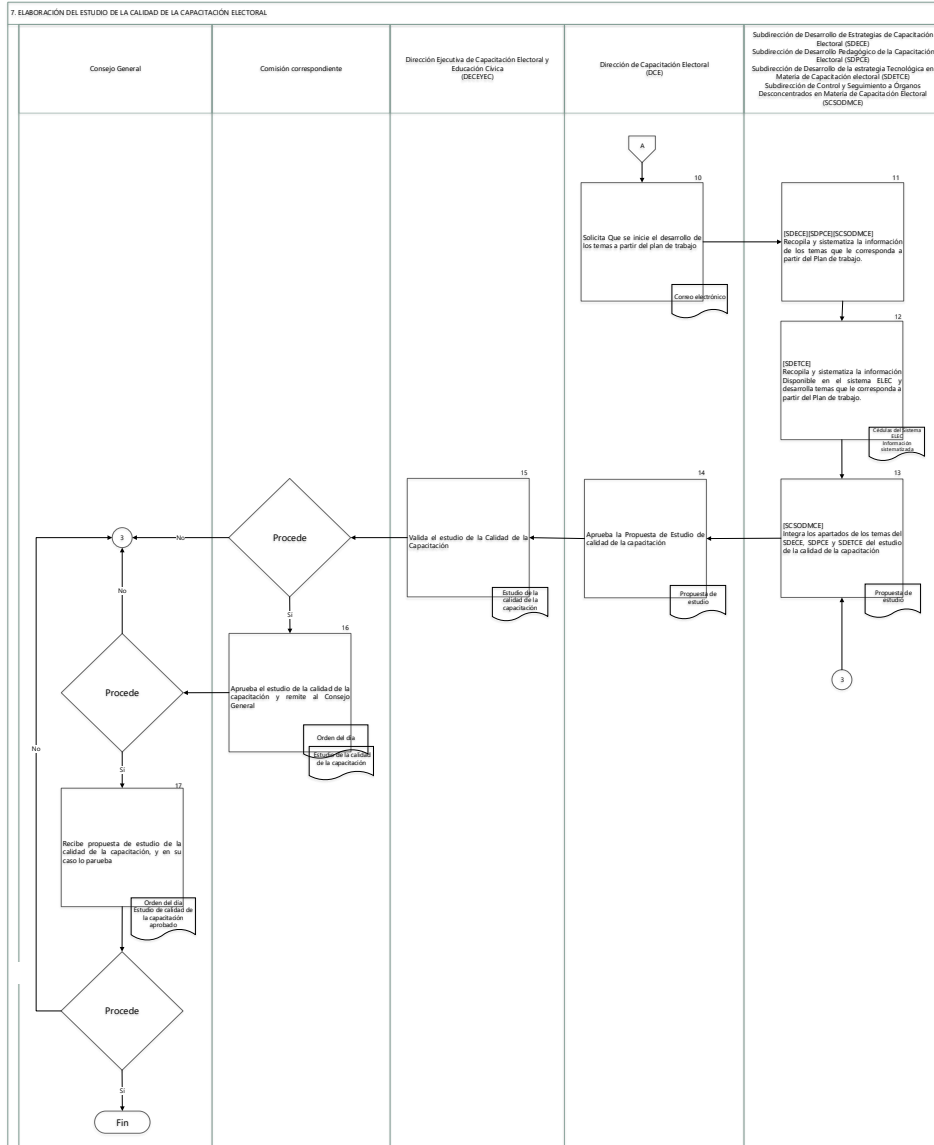 7. ELABORACIÓN DEL ESTUDIO DE LA CALIDAD DE LA CAPACITACIÓN ELECTORAL
Consejo General
Comisión correspondiente
Dirección Ejecutiva de Capacitación Electoral y
Educación Cívica
(DECEYEC)
Dirección de Capacitación Electoral
(DCE)
Subdirección de Desarrollo de Estrategias de Capacitación
Electoral (SDECE)
Subdirección de Desarrollo Pedagógico de la Capacitación
Electoral (SDPCE)
Subdirección de Desarrollo de la estrategia Tecnológica en
Materia de Capacitación electoral (SDETCE)
Subdirección de Control y Seguimiento a Órganos
Desconcentrados en Materia de Capacitación Electoral
(SCSODMCE)
A
10
Solicita Que se inicie el desarrollo de
los temas a partir del plan de trabajo
Correo electrónico
11
[SDECE][SDPCE][SCSODMCE]
Recopila y sistematiza la información
de los temas que le corresponda a
partir del Plan de trabajo.
12
[SDETCE]
Recopila y sistematiza la información
Disponible en el sistema ELEC y
desarrolla temas que le corresponda a
partir del Plan de trabajo.
Cédulas del Sistema
ELEC
Información
sistematizada
13
[SCSODMCE]
Integra los apartados de los temas del
SDECE, SDPCE y SDETCE del estudio
de la calidad de la capacitación
Propuesta de
estudio
3
14
Aprueba la Propuesta de Estudio de
calidad de la capacitación
Propuesta de
estudio
15
Valida el estudio de la Calidad de la
Capacitación
Estudio de la
calidad de la
capacitación
Procede
No
3
Sí
16
Aprueba el estudio de la calidad de la
capacitación y remite al Consejo
General
Orden del día
Estudio de la calidad
de la capacitación
Procede
No
No
Sí
17
Recibe propuesta de estudio de la
calidad de la capacitación, y en su
caso lo parueba
Orden del día
Estudio de calidad de
la capacitación
aprobado
Procede
Sí
Fin